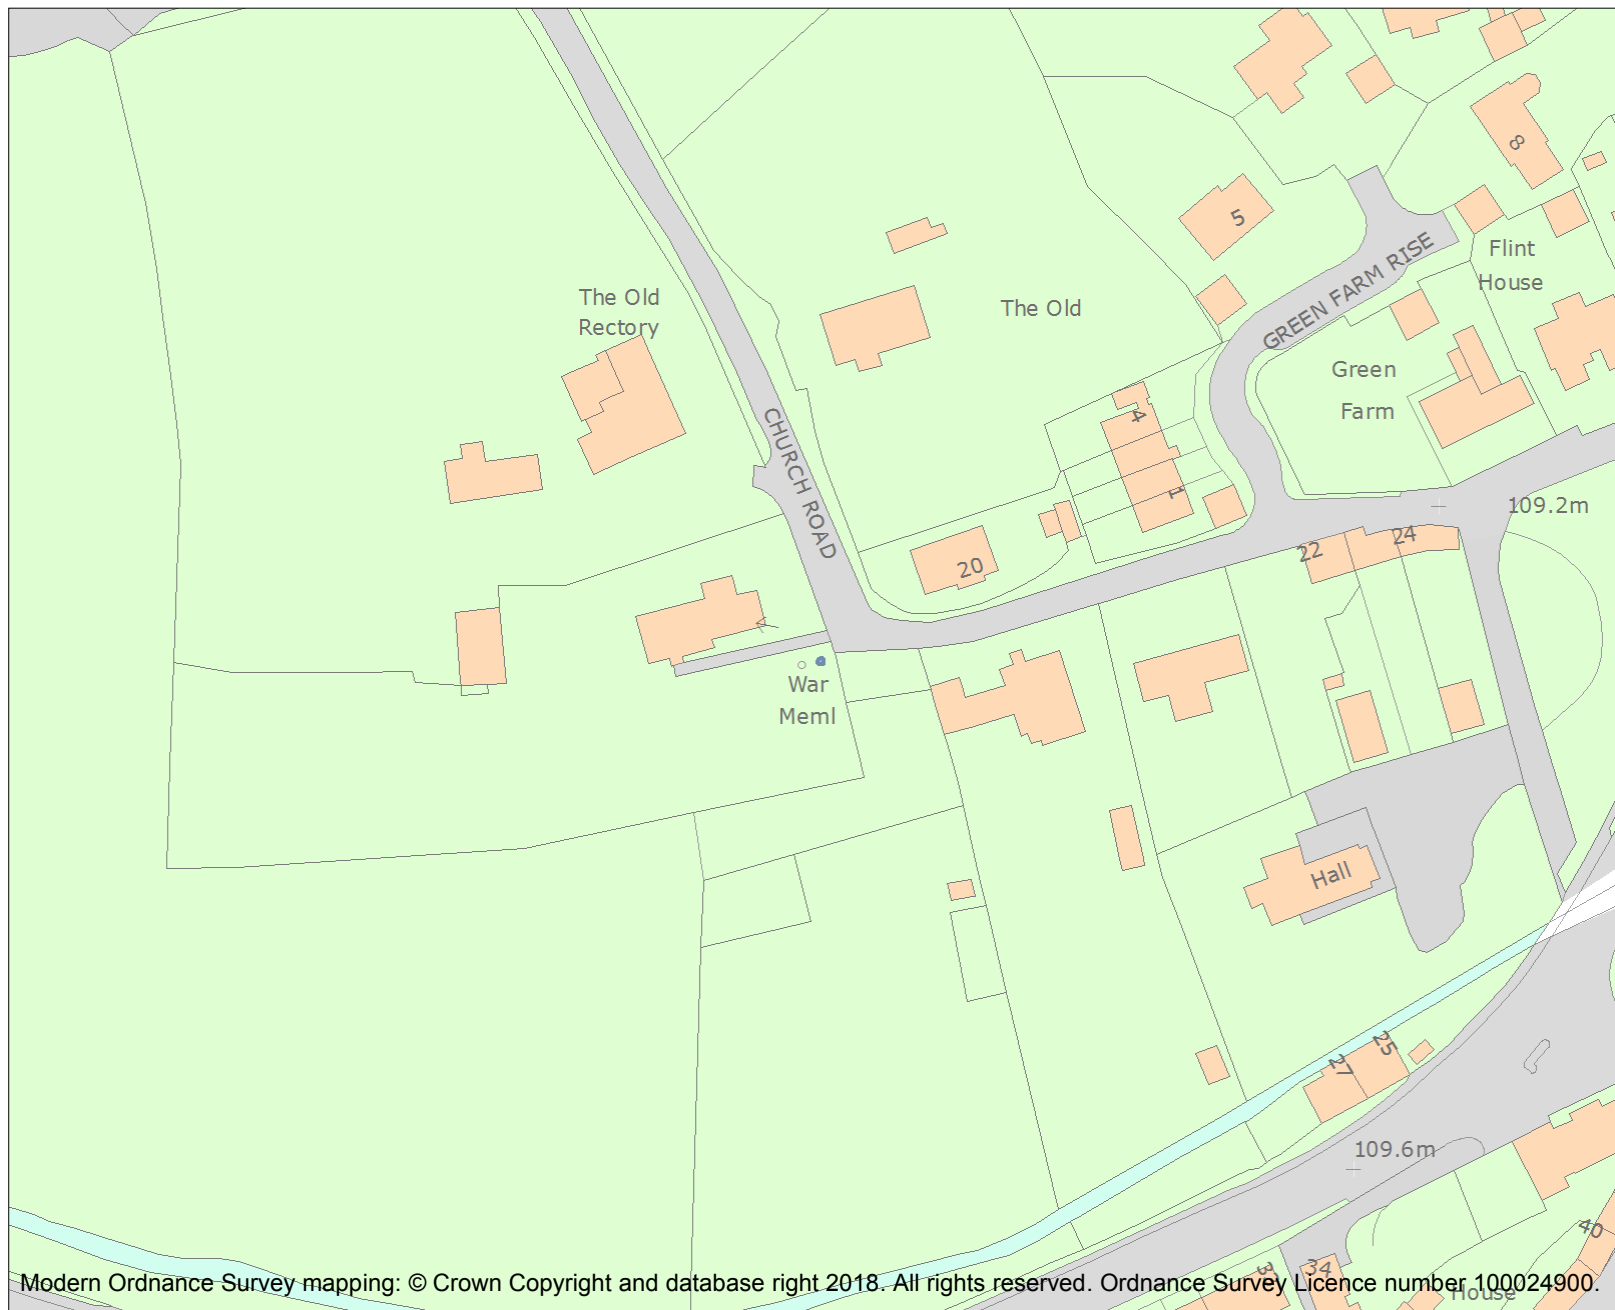 8
5
GREEN FARM RISE
Flint
House
The Old
Rectory
The Old
Green
Farm
4
1
CHURCH ROAD
109.2m
22
24
20
War
Meml
Hall
25
27
109.6m
40
34
House
Modern Ordnance Survey mapping: © Crown Copyright and database right 2018. All rights reserved. Ordnance Survey Licence number 100024900.